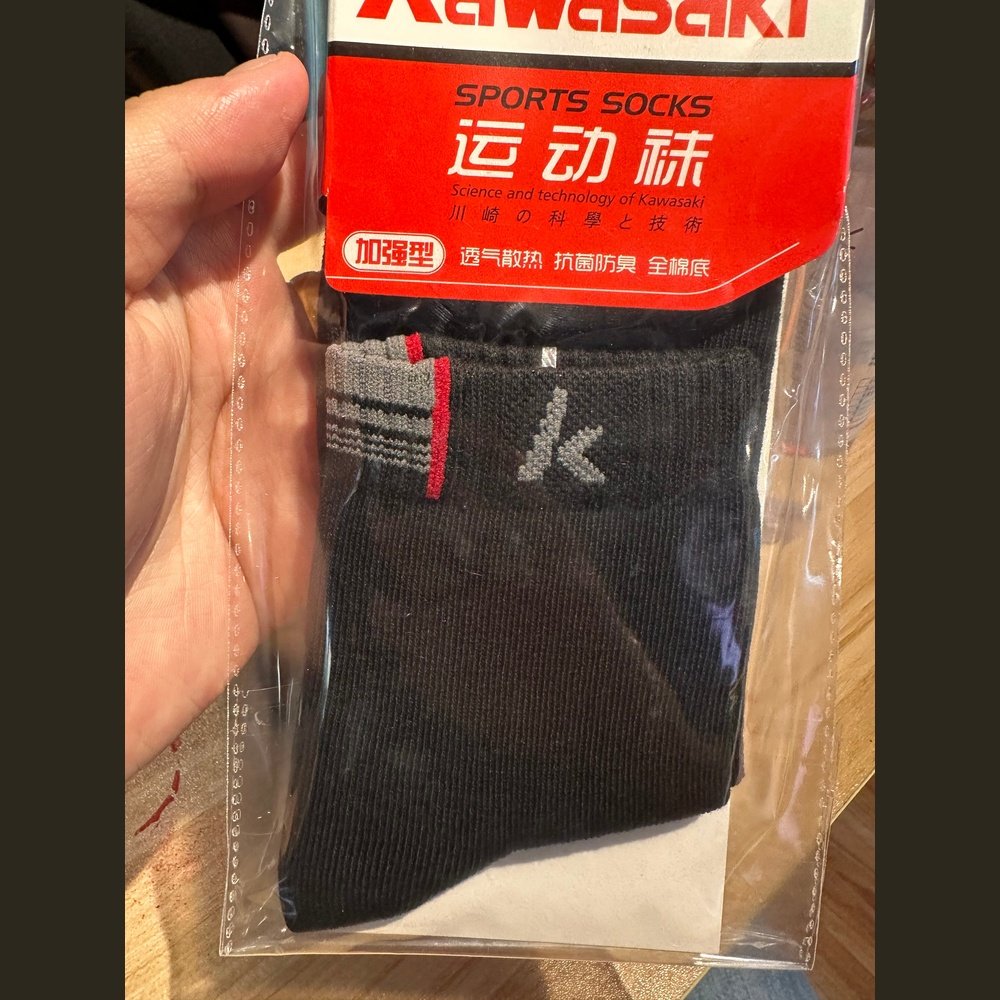 Kawasaki
SPORTS SOCKS
运动袜
Science and technology of Kawasaki
川崎の科學と技術
加强型 透气散热 抗菌防臭 全棉底
k